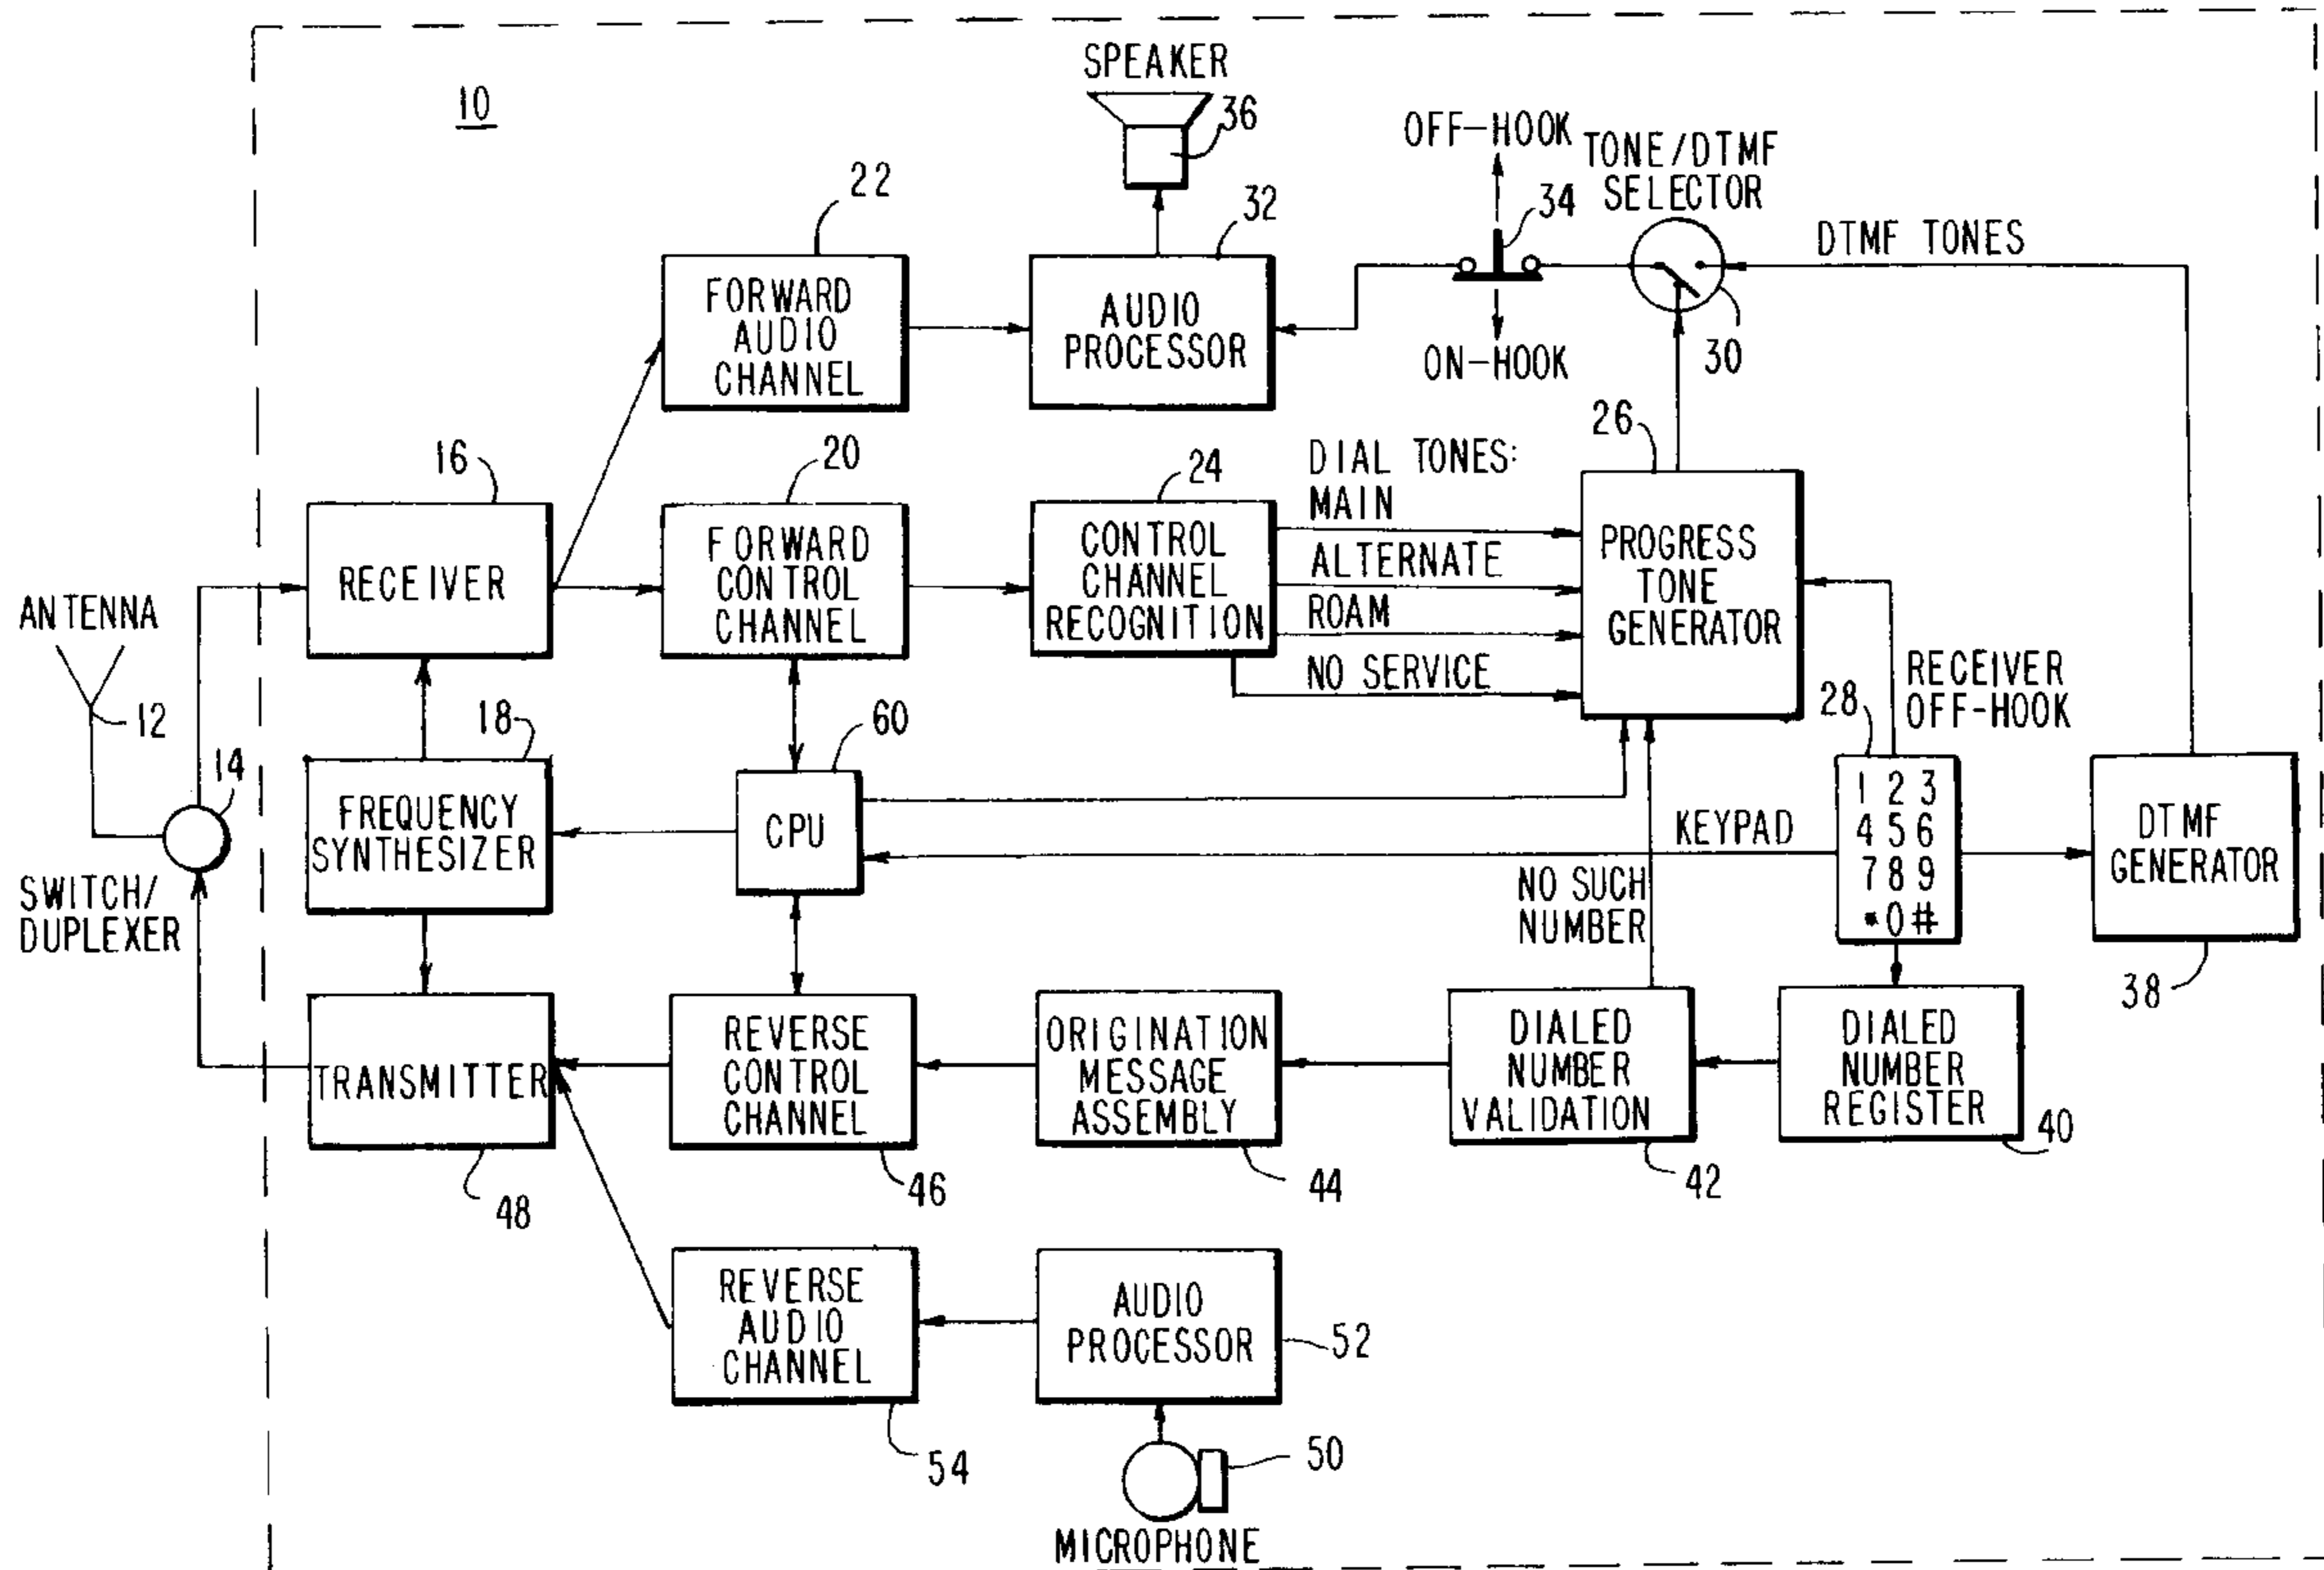 SPEAKER
10
36
OFF-HOOK
TONE/DTMF
SELECTOR
22
32
34
DTMF TONES
FORWARD
AUDIO
CHANNEL
AUDIO
PROCESSOR
ON-HOOK
30
16
20
24
DIAL TONES:
26
MAIN
ALTERNATE
ROAM
NO SERVICE
RECEIVER
FORWARD
CONTROL
CHANNEL
CONTROL
CHANNEL
RECOGNITION
PROGRESS
TONE
GENERATOR
ANTENNA
12
14
18
60
28
RECEIVER
OFF-HOOK
FREQUENCY
SYNTHESIZER
CPU
KEYPAD
1 2 3
4 5 6
7 8 9
* 0 #
DTMF
GENERATOR
SWITCH/
DUPLEXER
NO SUCH
NUMBER
38
TRANSMITTER
REVERSE
CONTROL
CHANNEL
ORIGINATION
MESSAGE
ASSEMBLY
DIALED
NUMBER
VALIDATION
DIALED
NUMBER
REGISTER
48
46
44
42
40
REVERSE
AUDIO
CHANNEL
AUDIO
PROCESSOR
52
54
50
MICROPHONE